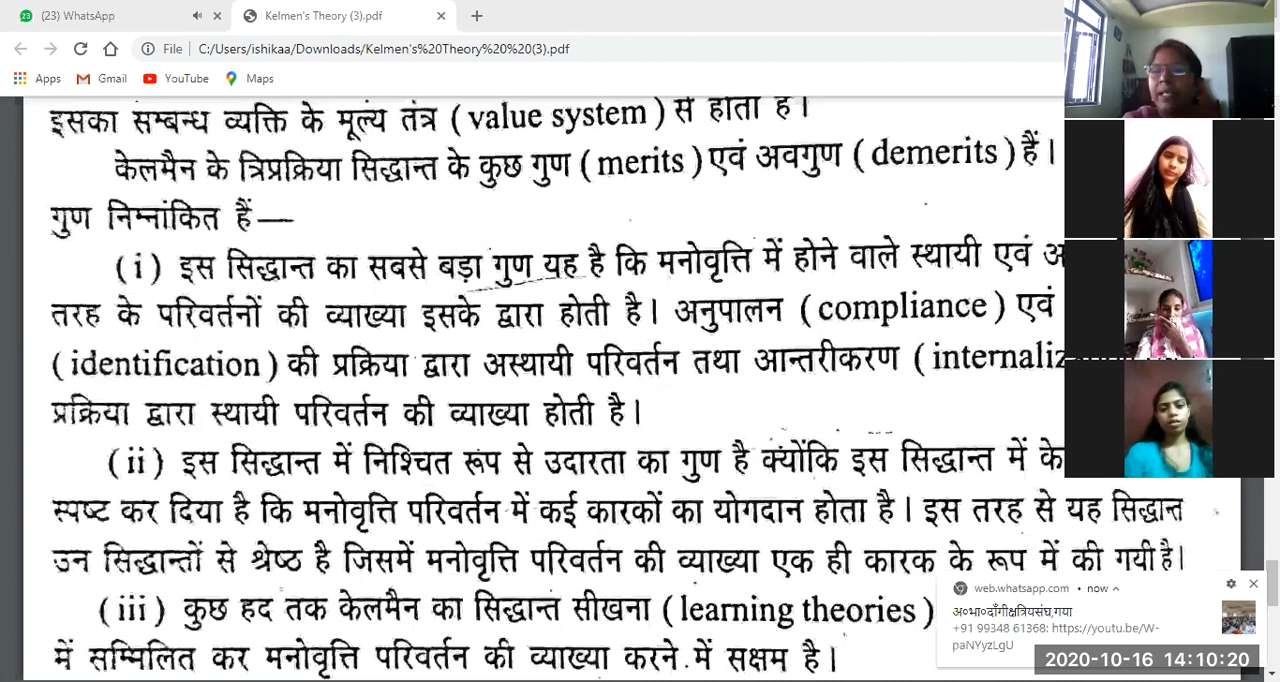 (23) WhatsApp
Kelmen's Theory (3).pdf
File C:/Users/ishikaa/Downloads/Kelmen's%20Theory%20%20(3).pdf
Apps Gmail YouTube Maps
इसका सम्बन्ध व्यक्ति के मूल्य तंत्र (value system) से होता है।
केलमैन के त्रिप्रक्रिया सिद्धान्त के कुछ गुण (merits) एवं अवगुण (demerits) हैं।
गुण निम्नांकित हैं—
(i) इस सिद्धान्त का सबसे बड़ा गुण यह है कि मनोवृत्ति में होने वाले स्थायी एवं अ
तरह के परिवर्तनों की व्याख्या इसके द्वारा होती है। अनुपालन (compliance) एवं
(identification) की प्रक्रिया द्वारा अस्थायी परिवर्तन तथा आन्तरीकरण (internaliz
प्रक्रिया द्वारा स्थायी परिवर्तन की व्याख्या होती है।
(ii) इस सिद्धान्त में निश्चित रूप से उदारता का गुण है क्योंकि इस सिद्धान्त में के
स्पष्ट कर दिया है कि मनोवृत्ति परिवर्तन में कई कारकों का योगदान होता है। इस तरह से यह सिद्धान्त
उन सिद्धान्तों से श्रेष्ठ है जिसमें मनोवृत्ति परिवर्तन की व्याख्या एक ही कारक के रूप में की गयी है।
(iii) कुछ हद तक केलमैन का सिद्धान्त सीखना (learning theories)
में सम्मिलित कर मनोवृत्ति परिवर्तन की व्याख्या करने में सक्षम है।
web.whatsapp.com • now
अ०भा०दाँगीक्षत्रियसंघ,गया
+91 99348 61368: https://youtu.be/W-
paNYyzLgU
2020-10-16 14:10:20